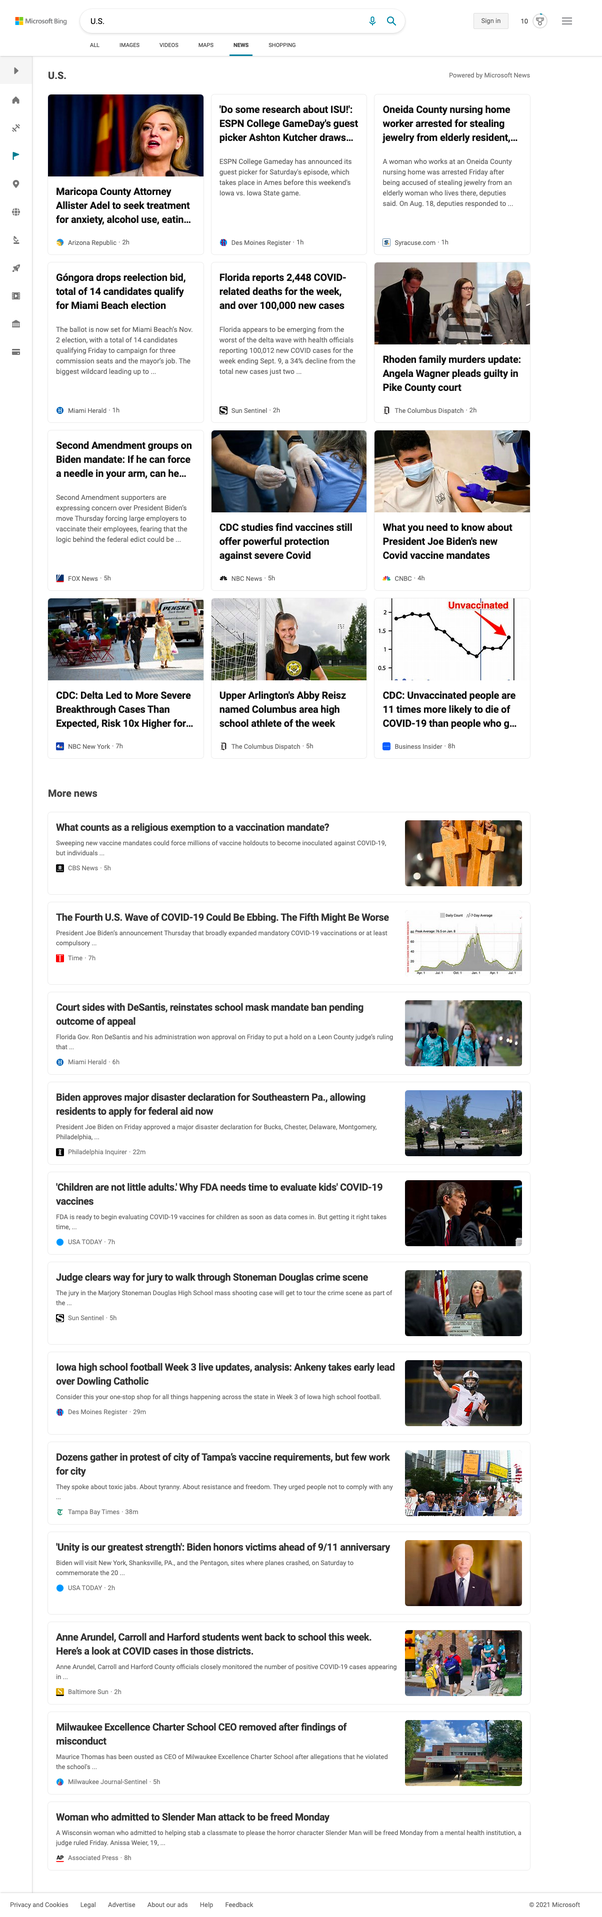 Microsoft Bing
U.S.
Sign in
10
ALL IMAGES VIDEOS MAPS NEWS SHOPPING
U.S.
Powered by Microsoft News
Maricopa County Attorney
Allister Adel to seek treatment
for anxiety, alcohol use, eatin...
Arizona Republic · 2h
'Do some research about ISU!':
ESPN College GameDay's guest
picker Ashton Kutcher draws...
ESPN College Gameday has announced its
guest picker for Saturday's episode, which
takes place in Ames before this weekend's
Iowa vs. Iowa State game.
Des Moines Register · 1h
Oneida County nursing home
worker arrested for stealing
jewelry from elderly resident,...
A woman who works at an Oneida County
nursing home was arrested Friday after
being accused of stealing jewelry from an
elderly woman who lives there, deputies
said. On Aug. 18, deputies responded to ...
Syracuse.com · 1h
Góngora drops reelection bid,
total of 14 candidates qualify
for Miami Beach election
The ballot is now set for Miami Beach's Nov.
2 election, with a total of 14 candidates
qualifying Friday to campaign for three
commission seats and the mayor's job. The
biggest wildcard leading up to ...
Miami Herald · 1h
Florida reports 2,448 COVID-
related deaths for the week,
and over 100,000 new cases
Florida appears to be emerging from the
worst of the delta wave with health officials
reporting 100,012 new COVID cases for the
week ending Sept. 9, a 34% decline from the
total new cases just two ...
Sun Sentinel · 2h
Rhoden family murders update:
Angela Wagner pleads guilty in
Pike County court
The Columbus Dispatch · 2h
Second Amendment groups on
Biden mandate: If he can force
a needle in your arm, can he...
Second Amendment supporters are
expressing concern over President Biden's
move Thursday forcing large employers to
vaccinate their employees, fearing that the
logic behind the federal edict could be ...
FOX News · 5h
CDC studies find vaccines still
offer powerful protection
against severe Covid
NBC News · 5h
What you need to know about
President Joe Biden's new
Covid vaccine mandates
CNBC · 4h
PENSKE
CDC: Delta Led to More Severe
Breakthrough Cases Than
Expected, Risk 10x Higher for...
NBC New York · 7h
Upper Arlington's Abby Reisz
named Columbus area high
school athlete of the week
The Columbus Dispatch · 5h
Unvaccinated
2
1.5
1
0.5
CDC: Unvaccinated people are
11 times more likely to die of
COVID-19 than people who g...
Business Insider · 8h
More news
What counts as a religious exemption to a vaccination mandate?
Sweeping new vaccine mandates could force millions of vaccine holdouts to become inoculated against COVID-19,
but individuals ...
CBS News · 5h
The Fourth U.S. Wave of COVID-19 Could Be Ebbing. The Fifth Might Be Worse
President Joe Biden's announcement Thursday that broadly expanded mandatory COVID-19 vaccinations or at least
compulsory ...
Time · 7h
Daily Count 7-Day Average
Court sides with DeSantis, reinstates school mask mandate ban pending
outcome of appeal
Florida Gov. Ron DeSantis and his administration won approval on Friday to put a hold on a Leon County judge's ruling
that ...
Miami Herald · 6h
Biden approves major disaster declaration for Southeastern Pa., allowing
residents to apply for federal aid now
President Joe Biden on Friday approved a major disaster declaration for Bucks, Chester, Delaware, Montgomery,
Philadelphia, ...
Philadelphia Inquirer · 22m
'Children are not little adults.' Why FDA needs time to evaluate kids' COVID-19
vaccines
FDA is ready to begin evaluating COVID-19 vaccines for children as soon as data comes in. But getting it right takes
time, ...
USA TODAY · 7h
Judge clears way for jury to walk through Stoneman Douglas crime scene
The jury in the Marjory Stoneman Douglas High School mass shooting case will get to tour the crime scene as part of
the ...
Sun Sentinel · 5h
Iowa high school football Week 3 live updates, analysis: Ankeny takes early lead
over Dowling Catholic
Consider this your one-stop shop for all things happening across the state in Week 3 of Iowa high school football.
Des Moines Register · 29m
4
Dozens gather in protest of city of Tampa's vaccine requirements, but few work
for city
They spoke about toxic jabs. About tyranny. About resistance and freedom. They urged people not to comply with any
...
Tampa Bay Times · 38m
'Unity is our greatest strength': Biden honors victims ahead of 9/11 anniversary
Biden will visit New York, Shanksville, PA., and the Pentagon, sites where planes crashed, on Saturday to
commemorate the 20 ...
USA TODAY · 2h
Anne Arundel, Carroll and Harford students went back to school this week.
Here's a look at COVID cases in those districts.
Anne Arundel, Carroll and Harford County officials closely monitored the number of positive COVID-19 cases appearing
in ...
Baltimore Sun · 2h
Milwaukee Excellence Charter School CEO removed after findings of
misconduct
Maurice Thomas has been ousted as CEO of Milwaukee Excellence Charter School after allegations that he violated
the school's ...
Milwaukee Journal-Sentinel · 5h
Woman who admitted to Slender Man attack to be freed Monday
A Wisconsin woman who admitted to helping stab a classmate to please the horror character Slender Man will be freed Monday from a mental health institution, a
judge ruled Friday. Anissa Weier, 19, ...
AP Associated Press · 8h
Privacy and Cookies Legal Advertise About our ads Help Feedback
© 2021 Microsoft